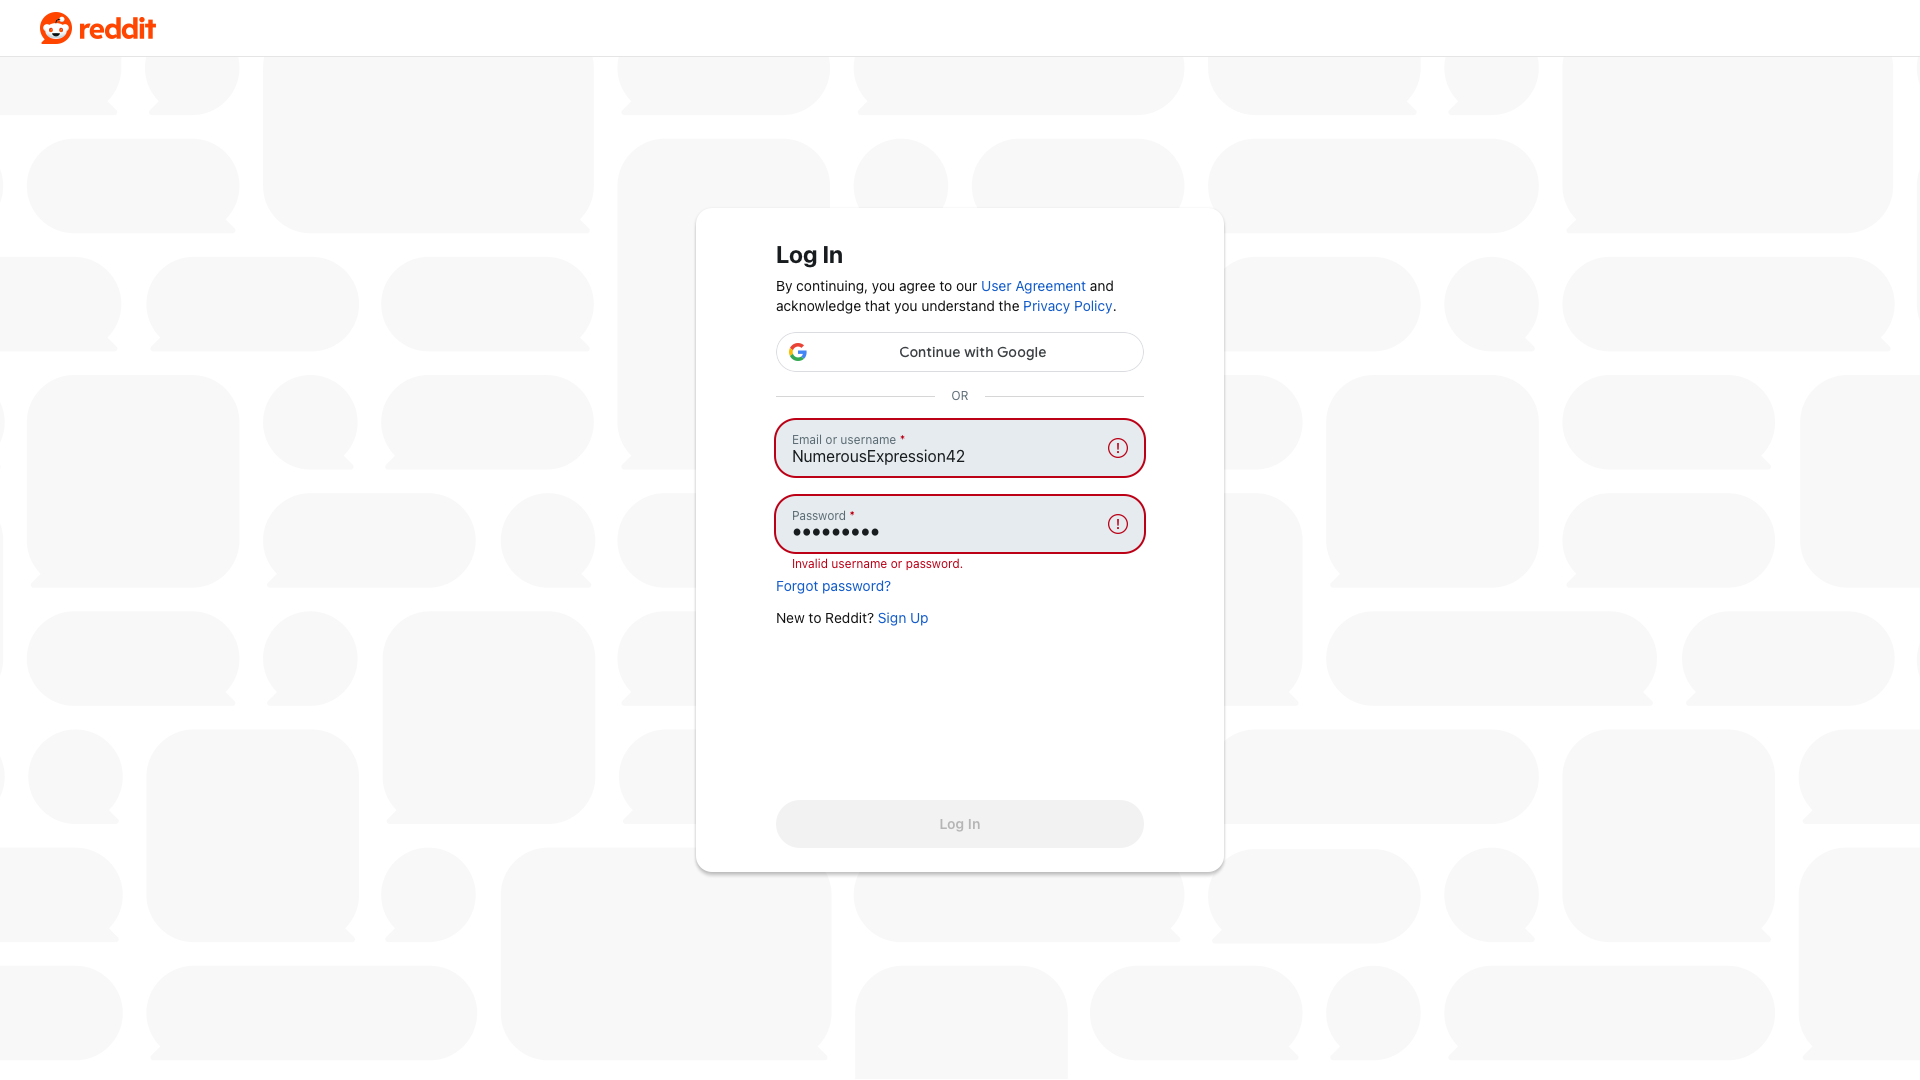 reddit
Log In
By continuing, you agree to our User Agreement and
acknowledge that you understand the Privacy Policy.
Continue with Google
OR
Email or username *
NumerousExpression42
Password *
•••••••••
Invalid username or password.
Forgot password?
New to Reddit? Sign Up
Log In